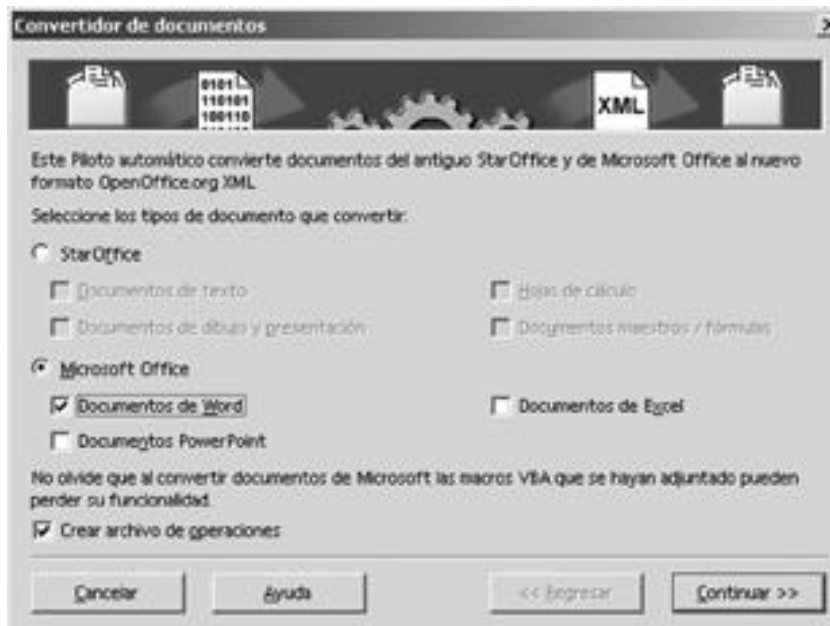 Convertidor de documentos
0101
110101
100110
XML
Este Piloto automático convierte documentos del antiguo StarOffice y de Microsoft Office al nuevo
formato OpenOffice.org XML
Seleccione los tipos de documento que convertir:
StarOffice
Documentos de texto
Hojas de cálculo
Documentos de dibujo y presentación
Documentos maestros / fórmulas
Microsoft Office
Documentos de Word
Documentos de Excel
Documentos PowerPoint
No olvide que al convertir documentos de Microsoft las macros VBA que se hayan adjuntado pueden
perder su funcionalidad.
Crear archivo de operaciones
Cancelar
Ayuda
<< Regresar
Continuar >>